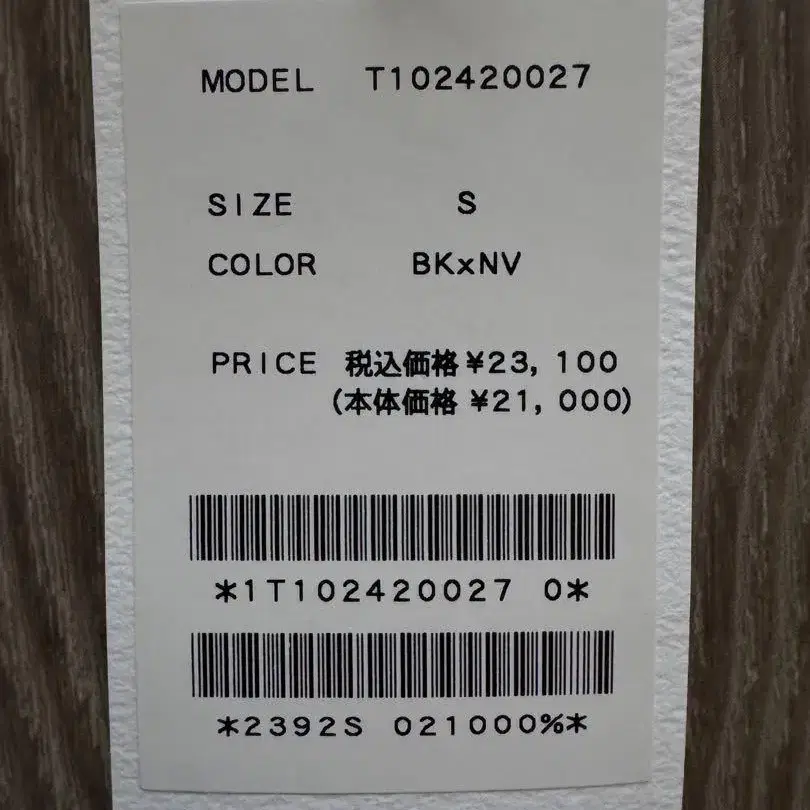 MODEL T102420027
SIZE S
COLOR BKxNV
PRICE 税込価格 ¥23, 100
(本体価格 ¥21, 000)
*1T102420027 0*
*2392S 021000%*